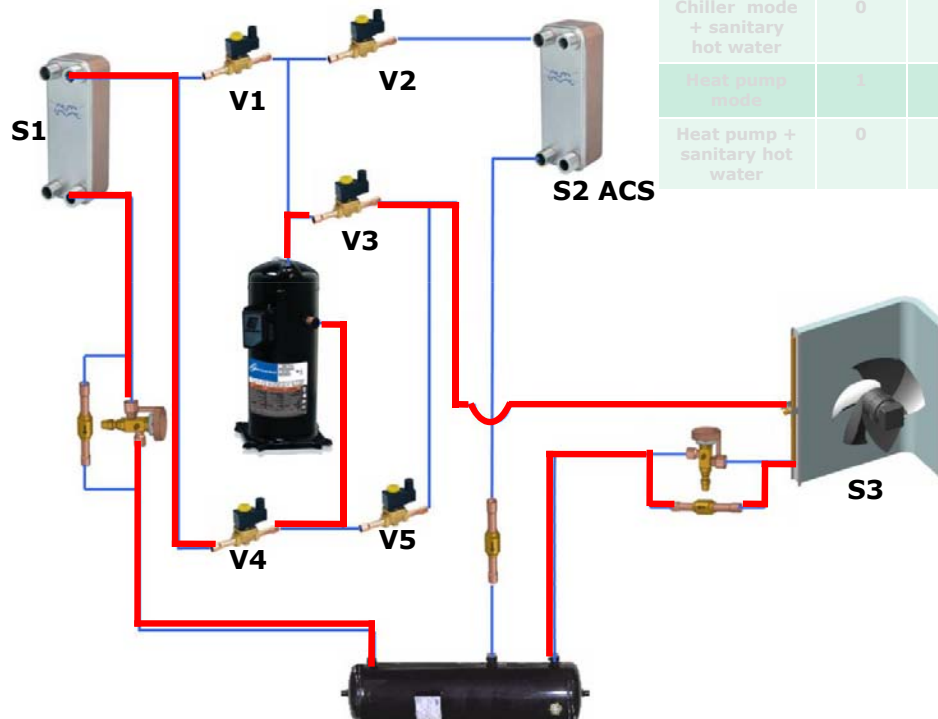 Chiller mode
+ sanitary
hot water
0
Heat pump
mode
1
Heat pump +
sanitary hot
water
0
V1
V2
S1
S2 ACS
V3
S3
V4
V5